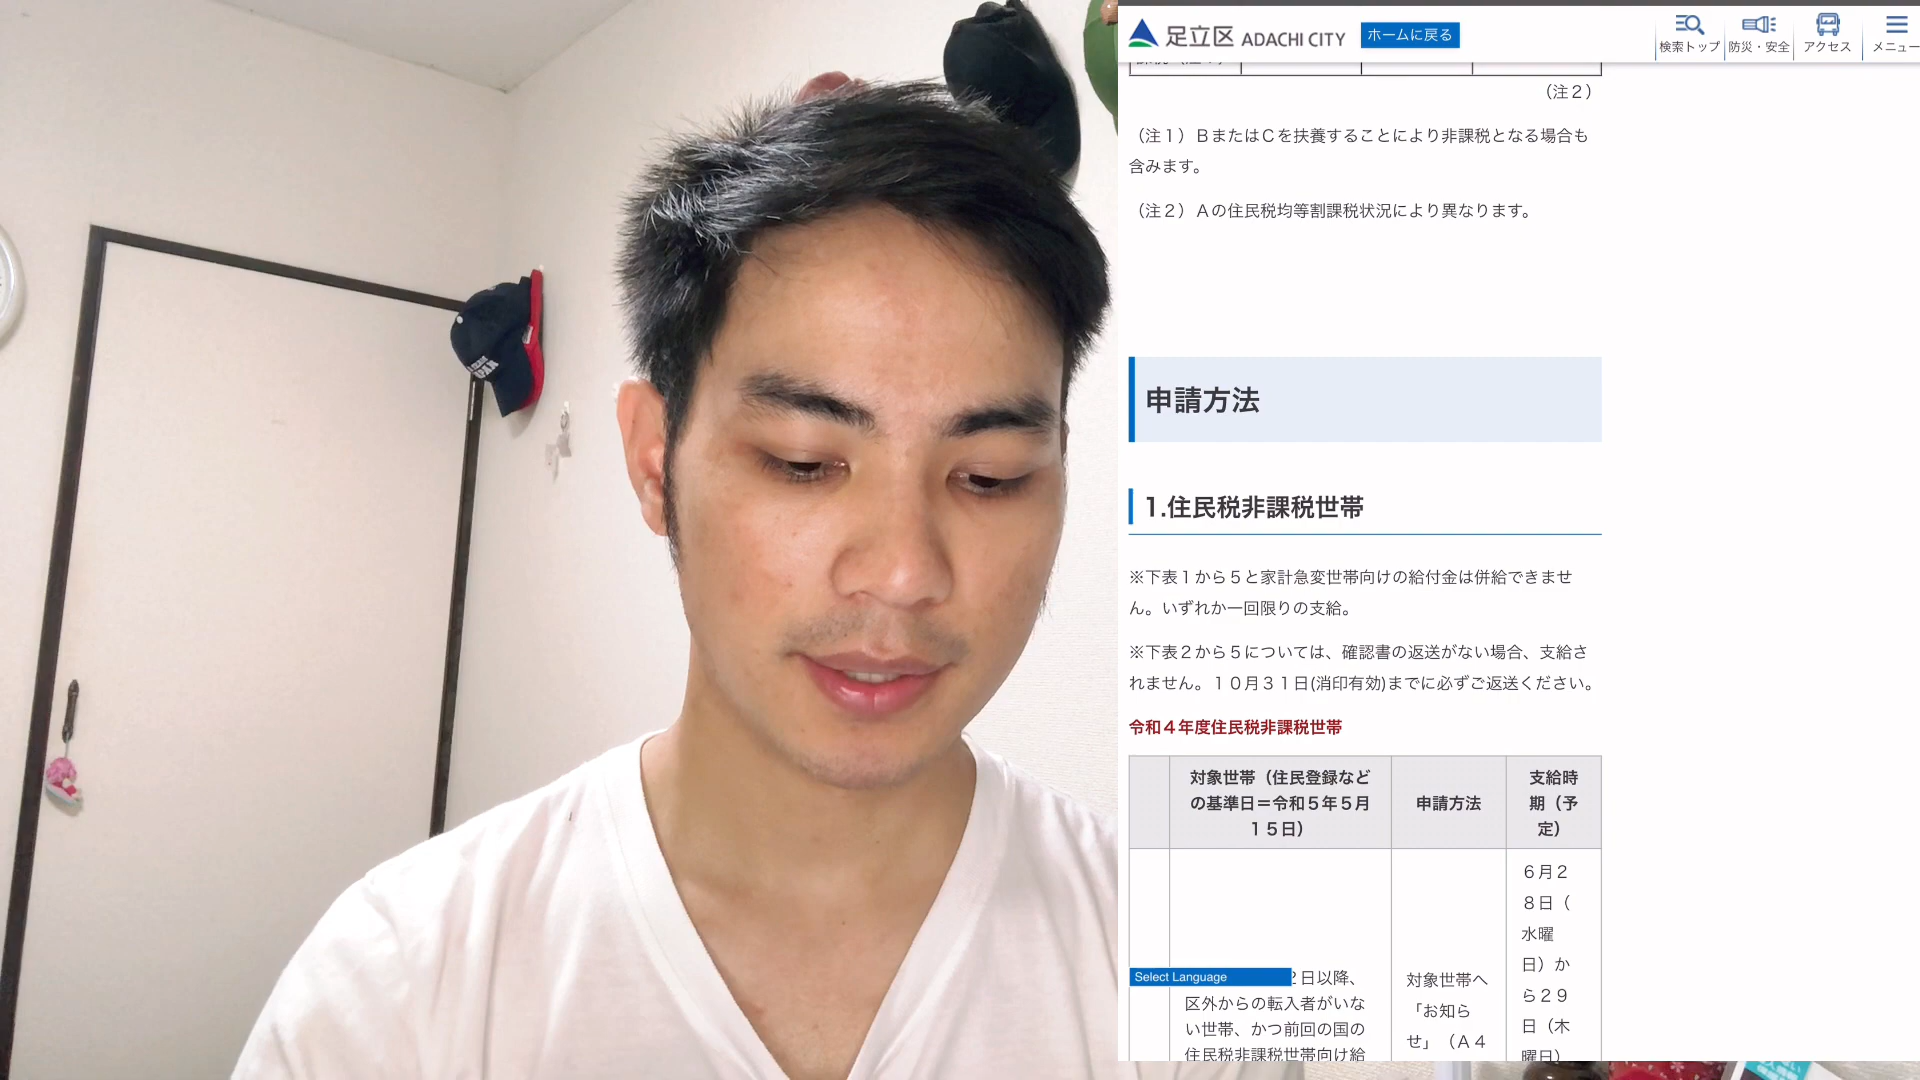 足立区 ADACHI CITY
ホームに戻る
検索トップ
防災・安全
アクセス
メニュー
（注２）
（注１）ＢまたはＣを扶養することにより非課税となる場合も
含みます。
（注２）Ａの住民税均等割課税状況により異なります。
申請方法
1.住民税非課税世帯
※下表１から５と家計急変世帯向けの給付金は併給できませ
ん。いずれか一回限りの支給。
※下表２から５については、確認書の返送がない場合、支給さ
れません。１０月３１日(消印有効)までに必ずご返送ください。
令和４年度住民税非課税世帯
対象世帯（住民登録など
の基準日＝令和５年５月
１５日）
申請方法
支給時
期（予
定）
２日以降、
区外からの転入者がいな
い世帯、かつ前回の国の
住民税非課税世帯向け給
対象世帯へ
「お知ら
せ」（Ａ４
６月２
８日（
水曜
日）か
ら２９
日（木
曜日）
Select Language